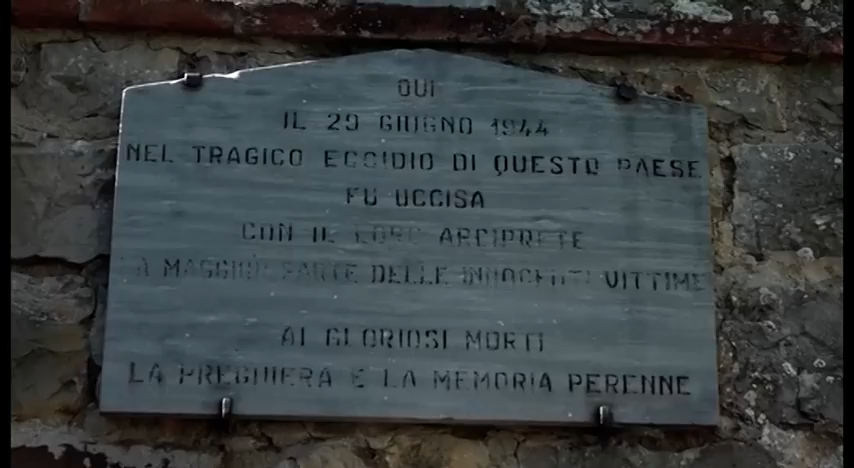 QUI
IL 29 GIUGNO 1944
NEL TRAGICO ECCIDIO DI QUESTO PAESE
FU UCCISA
CON IL LORO ARCIPRETE
LA MAGGIOR PARTE DELLE INNOCENTI VITTIME
AI GLORIOSI MORTI
LA PREGHIERA E LA MEMORIA PERENNE